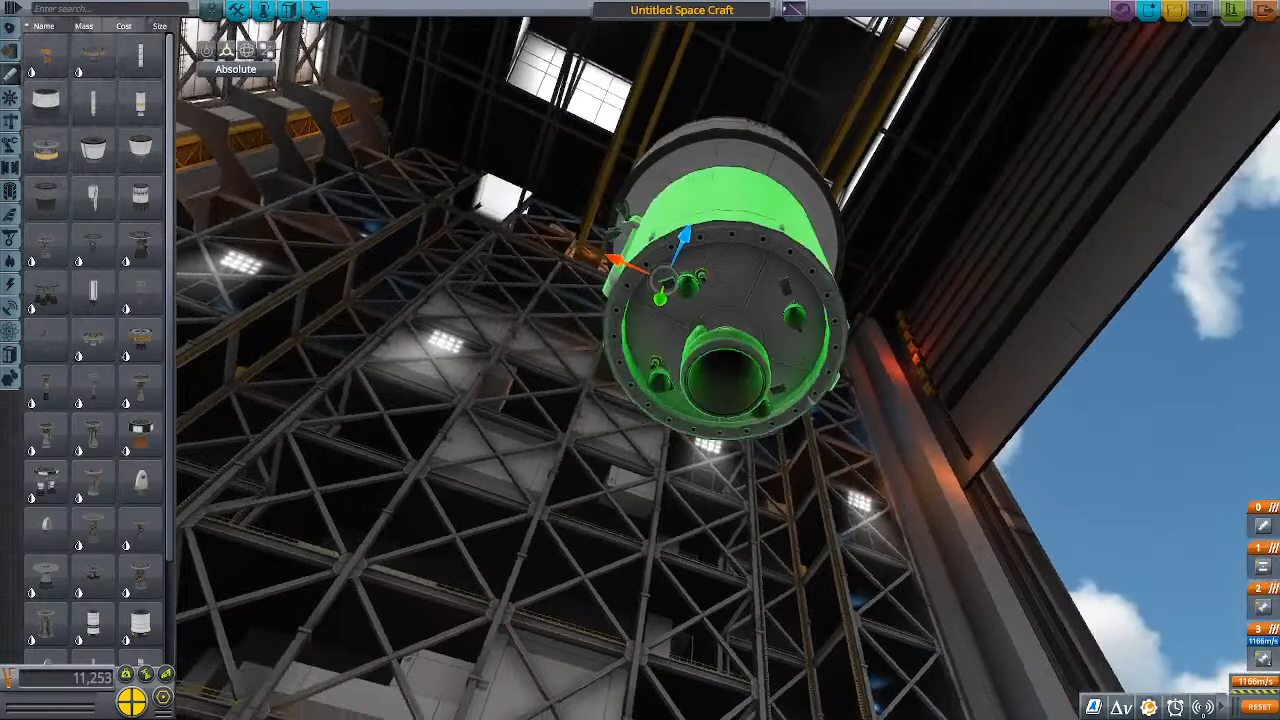 Enter search...
Untitled Space Craft
Name Mass Cost Size
Absolute
0
1
2
3
1166m/s
11,253
1166m/s
Δv
RESET